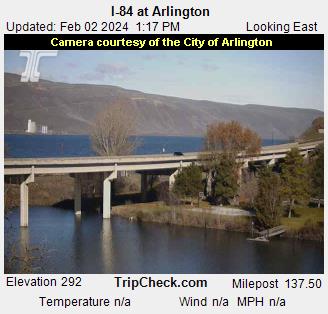 I-84 at Arlington
Updated: Feb 02 2024 1:17 PM Looking East
Camera courtesy of the City of Arlington
Elevation 292 TripCheck.com Milepost 137.50
Temperature n/a Wind n/a MPH n/a